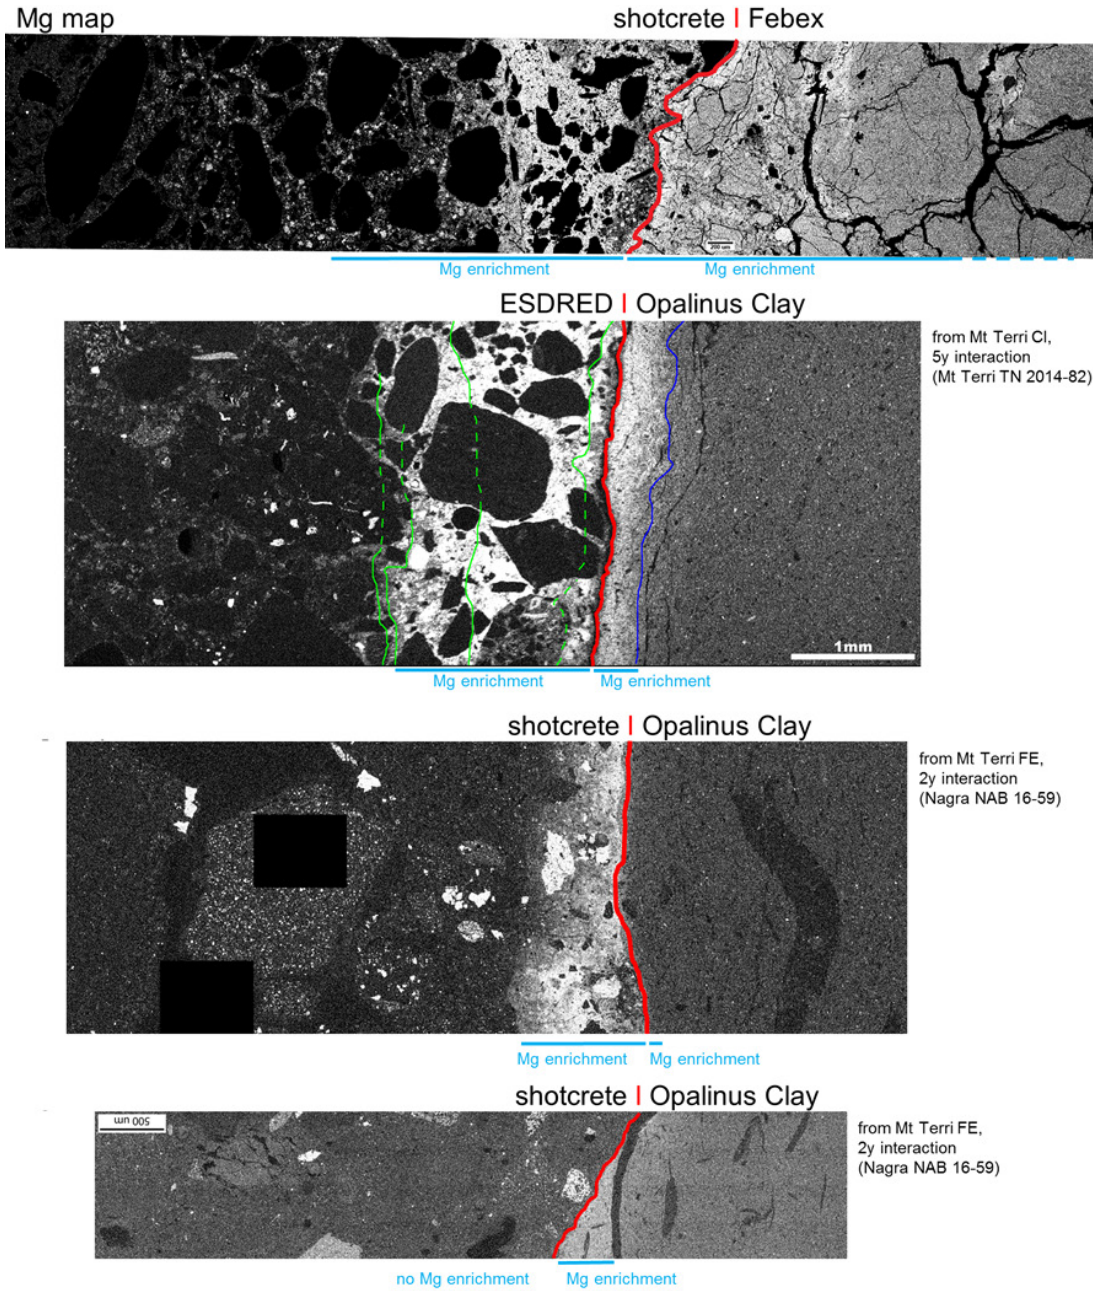 Mg map
shotcrete | Febex
200 um
Mg enrichment
Mg enrichment
ESDRED | Opalinus Clay
from Mt Terri CI,
5y interaction
(Mt Terri TN 2014-82)
1mm
Mg enrichment
Mg enrichment
shotcrete | Opalinus Clay
from Mt Terri FE,
2y interaction
(Nagra NAB 16-59)
Mg enrichment
Mg enrichment
shotcrete | Opalinus Clay
500 um
from Mt Terri FE,
2y interaction
(Nagra NAB 16-59)
no Mg enrichment
Mg enrichment